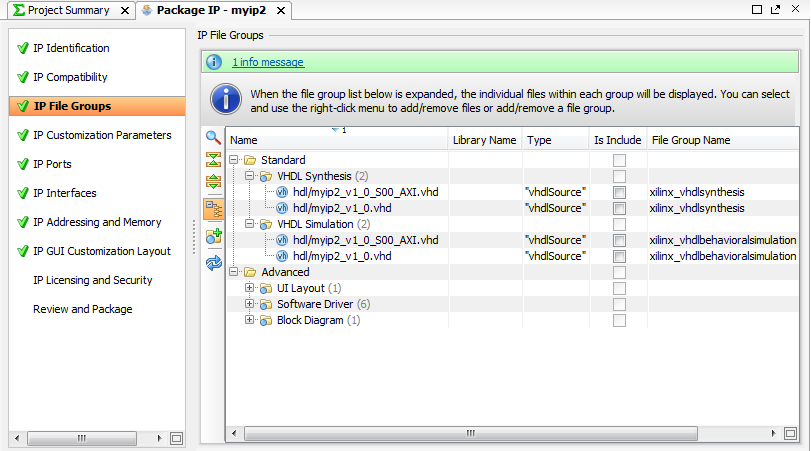 Project Summary
Package IP - myip2
IP Identification
IP Compatibility
IP File Groups
IP Customization Parameters
IP Ports
IP Interfaces
IP Addressing and Memory
IP GUI Customization Layout
IP Licensing and Security
Review and Package
IP File Groups
1 info message
When the file group list below is expanded, the individual files within each group will be displayed. You can select
and use the right-click menu to add/remove files or add/remove a file group.
Name 1 Library Name Type Is Include File Group Name
Standard
VHDL Synthesis (2)
hdl/myip2_v1_0_S00_AXI.vhd "vhdlSource" xilinx_vhdlsynthesis
hdl/myip2_v1_0.vhd "vhdlSource" xilinx_vhdlsynthesis
VHDL Simulation (2)
hdl/myip2_v1_0_S00_AXI.vhd "vhdlSource" xilinx_vhdlbehavioralsimulation
hdl/myip2_v1_0.vhd "vhdlSource" xilinx_vhdlbehavioralsimulation
Advanced
UI Layout (1)
Software Driver (6)
Block Diagram (1)